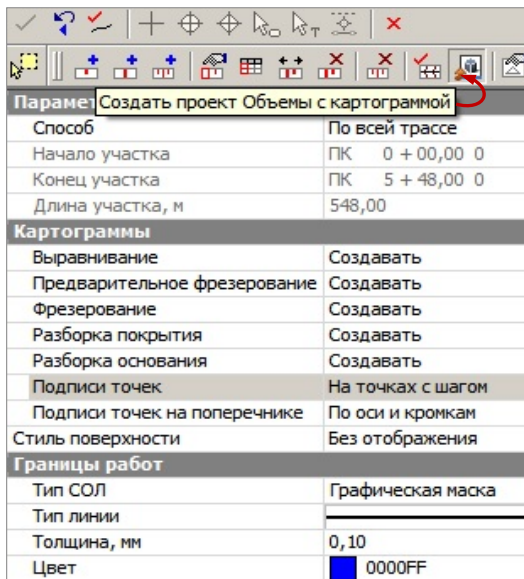 Парамет
Создать проект Объемы с картограммой
Способ По всей трассе
Начало участка ПК 0 + 00,00 0
Конец участка ПК 5 + 48,00 0
Длина участка, м 548,00
Картограммы
Выравнивание Создавать
Предварительное фрезерование Создавать
Фрезерование Создавать
Разборка покрытия Создавать
Разборка основания Создавать
Подписи точек На точках с шагом
Подписи точек на поперечнике По оси и кромкам
Стиль поверхности Без отображения
Границы работ
Тип СОЛ Графическая маска
Тип линии
Толщина, мм 0,10
Цвет 0000FF